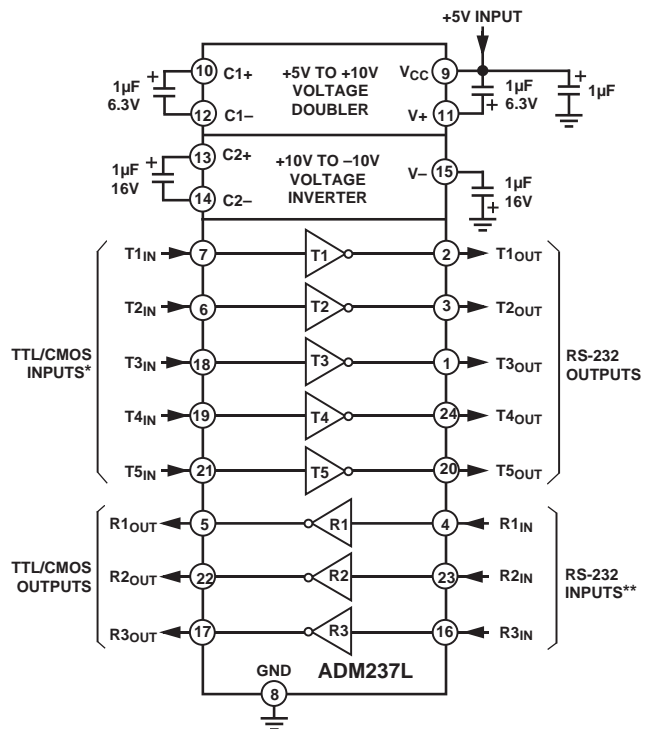 +5V INPUT
1µF
6.3V
+
10
C1+
12
C1–
+5V TO +10V
VOLTAGE
DOUBLER
VCC
9
V+
11
+
1µF
6.3V
+
1µF
1µF
16V
+
13
C2+
14
C2–
+10V TO –10V
VOLTAGE
INVERTER
V–
15
+
1µF
16V
TTL/CMOS
INPUTS*
T1IN
7
T1
2
T1OUT
T2IN
6
T2
3
T2OUT
T3IN
18
T3
1
T3OUT
T4IN
19
T4
24
T4OUT
T5IN
21
T5
20
T5OUT
RS-232
OUTPUTS
TTL/CMOS
OUTPUTS
R1OUT
5
R1
4
R1IN
R2OUT
22
R2
23
R2IN
R3OUT
17
R3
16
R3IN
RS-232
INPUTS**
GND
8
ADM237L